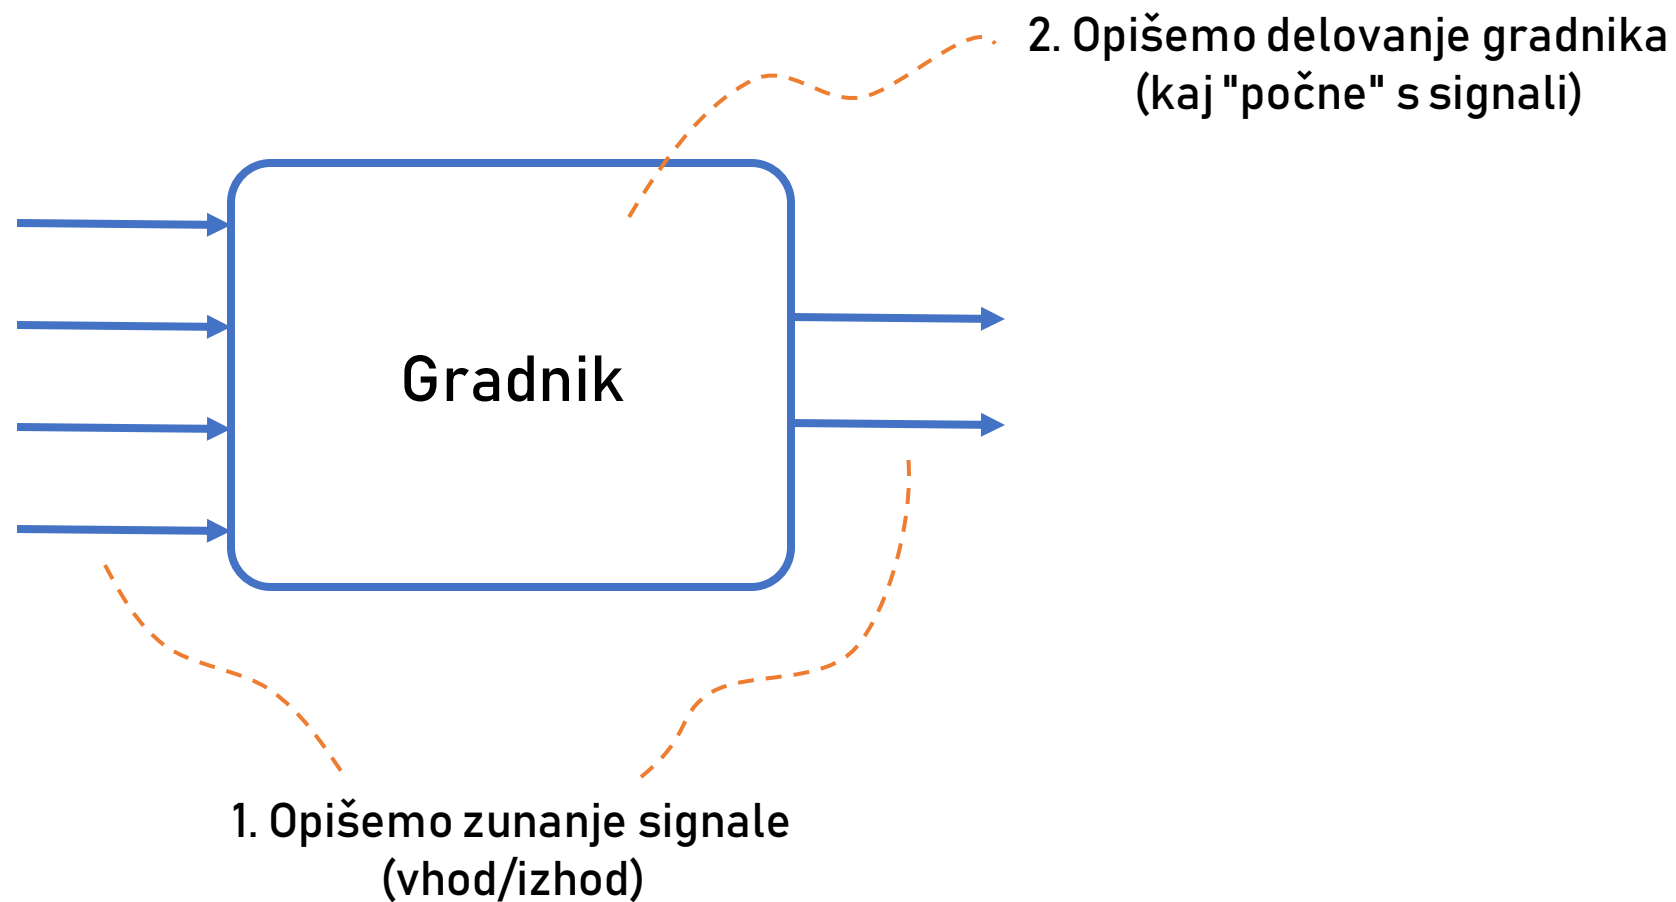 2. Opišemo delovanje gradnika
(kaj "počne" s signali)
Gradnik
1. Opišemo zunanje signale
(vhod/izhod)